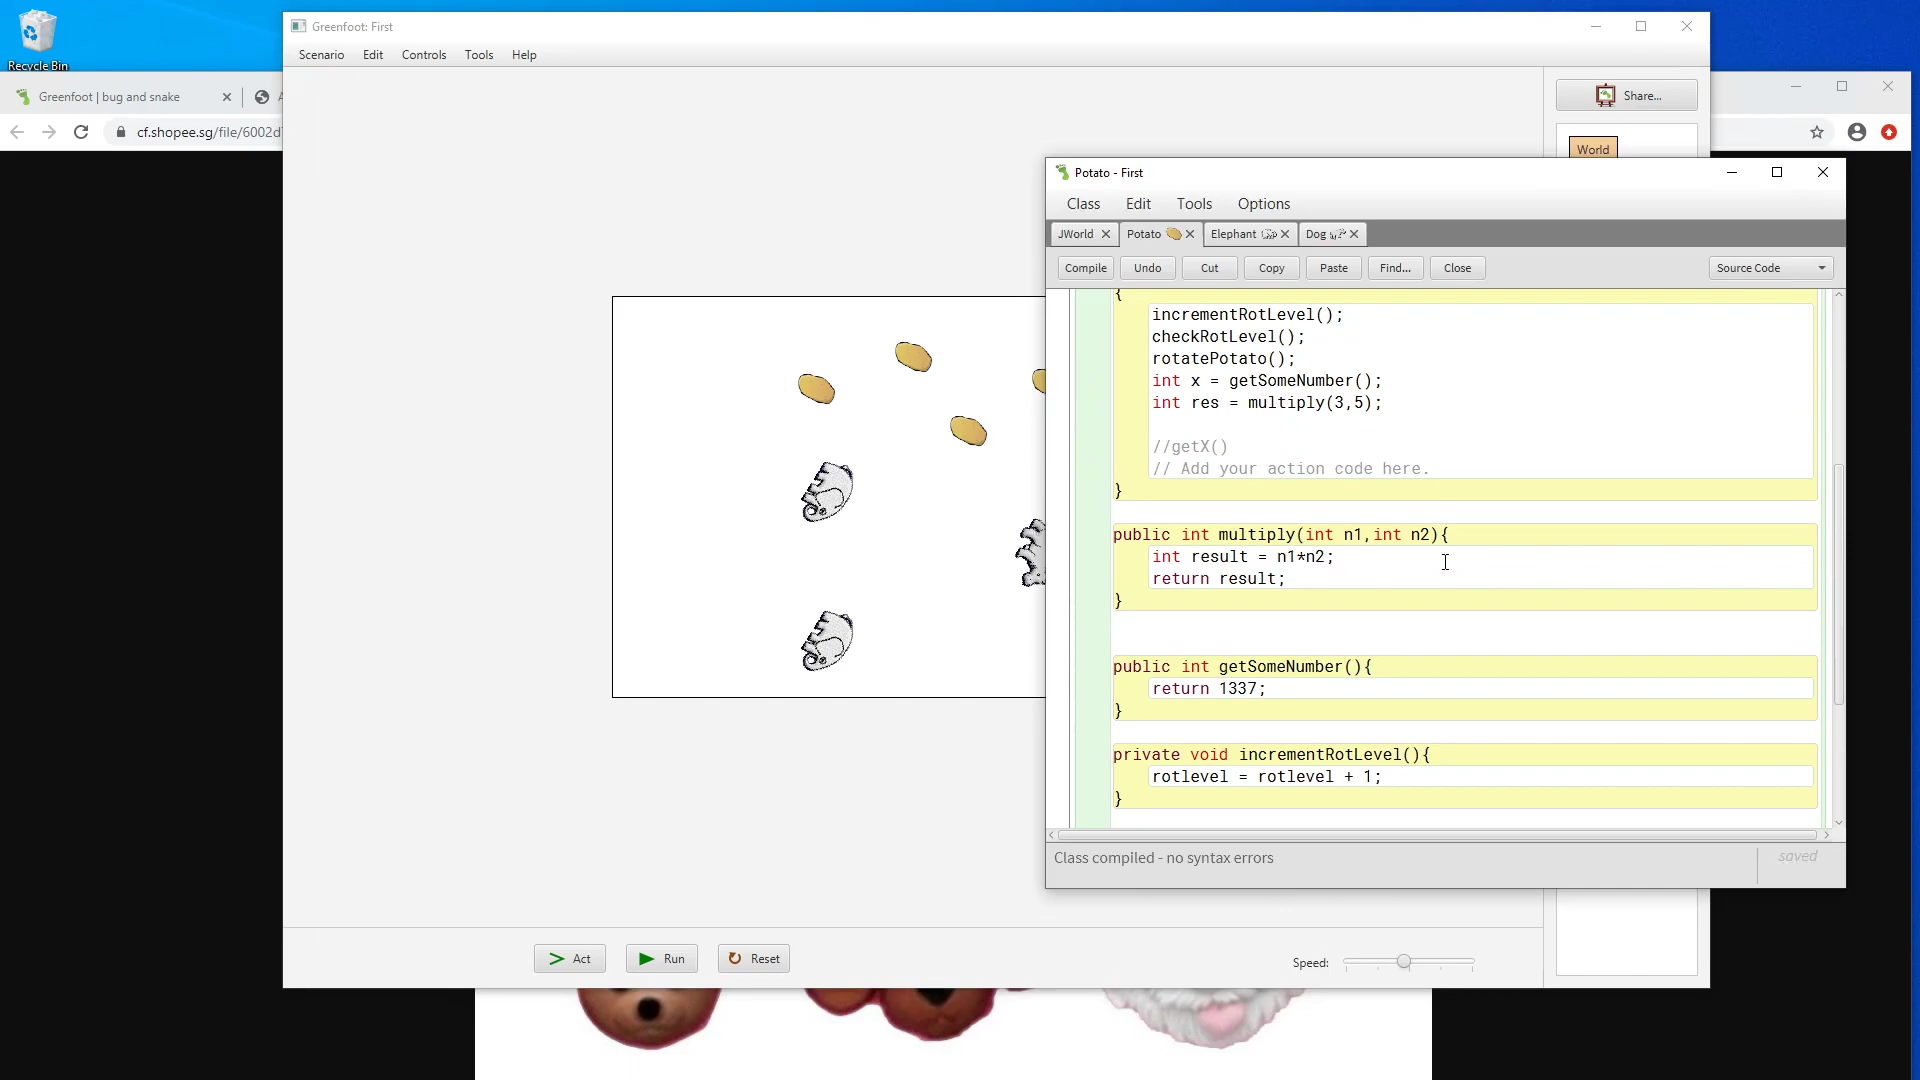 Recycle Bin
Greenfoot: First
Scenario Edit Controls Tools Help
Greenfoot | bug and snake
cf.shopee.sg/file/6002d
Share...
World
Potato - First
Class Edit Tools Options
JWorld Potato Elephant Dog
Compile Undo Cut Copy Paste Find... Close Source Code
{
incrementRotLevel();
checkRotLevel();
rotatePotato();
int x = getSomeNumber();
int res = multiply(3,5);
//getX()
// Add your action code here.
}
public int multiply(int n1,int n2){
int result = n1*n2;
return result;
}
public int getSomeNumber(){
return 1337;
}
private void incrementRotLevel(){
rotlevel = rotlevel + 1;
}
Class compiled - no syntax errors
saved
Act Run Reset Speed: